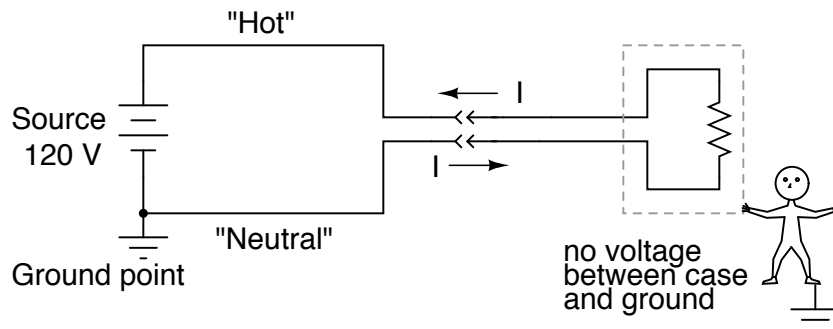 "Hot"
I
Source
120 V
I
"Neutral"
Ground point
no voltage
between case
and ground